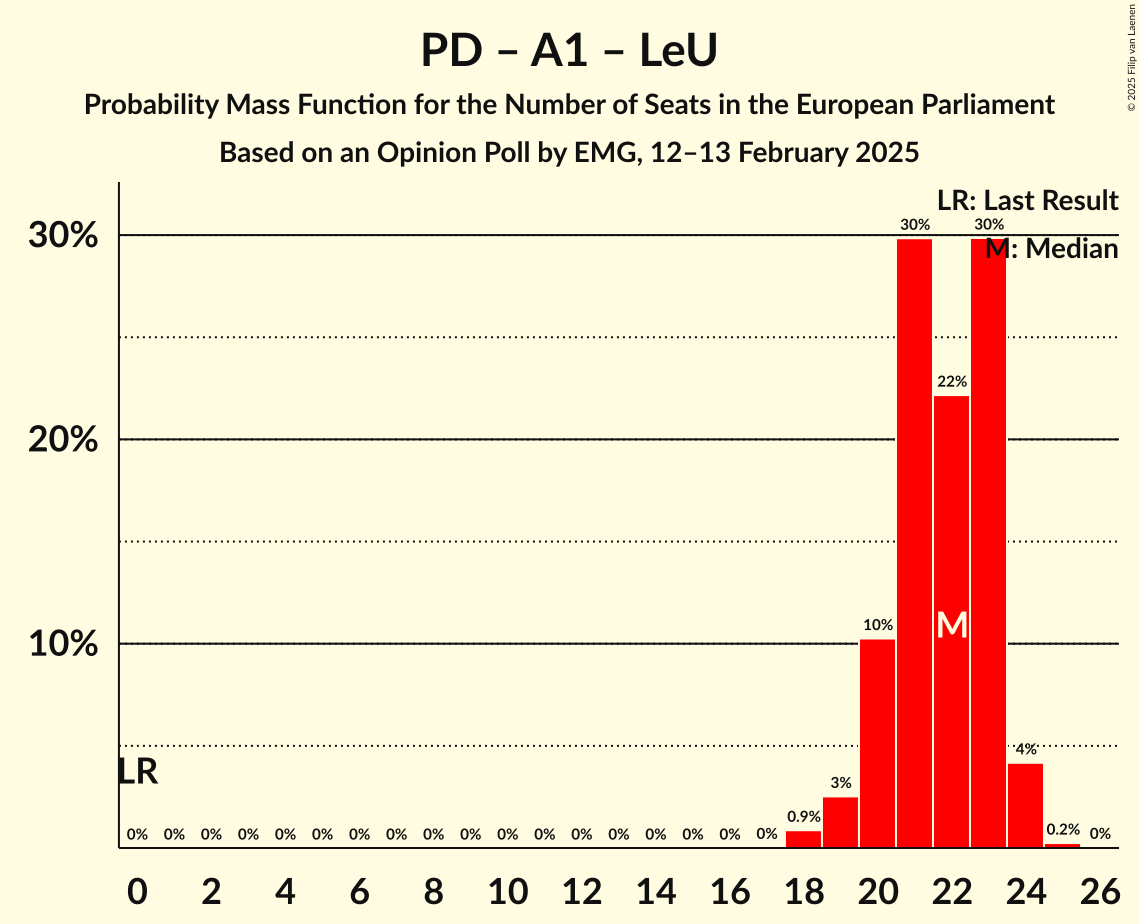 PD – A1 – LeU
Probability Mass Function for the Number of Seats in the European Parliament
Based on an Opinion Poll by EMG, 12–13 February 2025
© 2025 Filip van Laenen
LR: Last Result
M: Median
30%
20%
10%
30% 30%
22%
M
10%
4%
LR
3%
0% 0% 0% 0% 0% 0% 0% 0% 0% 0% 0% 0% 0% 0% 0% 0% 0% 0% 0.9% 0.2% 0%
0 2 4 6 8 10 12 14 16 18 20 22 24 26